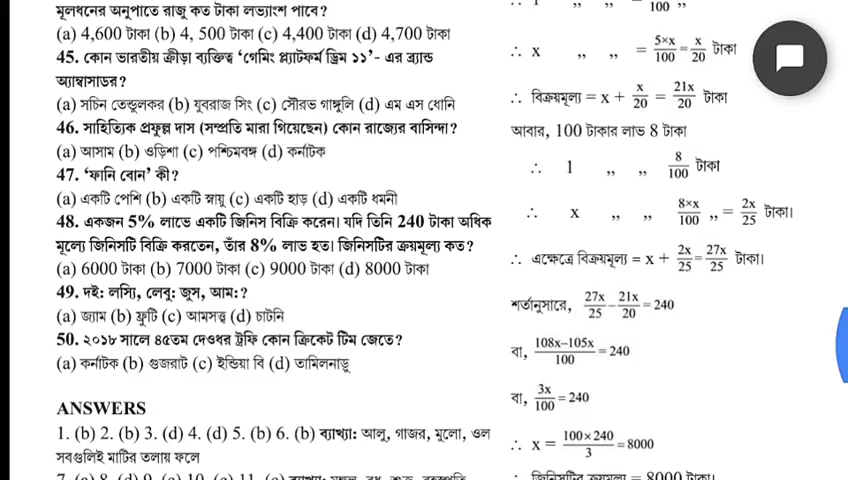 মূলধনের অনুপাতে রাজু কত টাকা লভ্যাংশ পাবে?
(a) 4,600 টাকা (b) 4, 500 টাকা (c) 4,400 টাকা (d) 4,700 টাকা
45. কোন ভারতীয় ক্রীড়া ব্যক্তিত্ব ‘গেমিং প্ল্যাটফর্ম ড্রিম ১১’- এর ব্র্যান্ড
অ্যাম্বাসাডর?
(a) সচিন তেন্ডুলকর (b) যুবরাজ সিং (c) সৌরভ গাঙ্গুলি (d) এম এস ধোনি
46. সাহিত্যিক প্রফুল্ল দাস (সম্প্রতি মারা গিয়েছেন) কোন রাজ্যের বাসিন্দা?
(a) আসাম (b) ওড়িশা (c) পশ্চিমবঙ্গ (d) কর্নাটক
47. ‘ফানি বোন’ কী?
(a) একটি পেশি (b) একটি স্নায়ু (c) একটি হাড় (d) একটি ধমনী
48. একজন 5% লাভে একটি জিনিস বিক্রি করেন। যদি তিনি 240 টাকা অধিক
মূল্যে জিনিসটি বিক্রি করতেন, তাঁর 8% লাভ হত। জিনিসটির ক্রয়মূল্য কত?
(a) 6000 টাকা (b) 7000 টাকা (c) 9000 টাকা (d) 8000 টাকা
49. দই: লস্যি, লেবু: জুস, আম:?
(a) জ্যাম (b) ফ্রুটি (c) আমসত্ত্ব (d) চাটনি
50. ২০১৮ সালে ৪৫তম দেওধর ট্রফি কোন ক্রিকেট টিম জেতে?
(a) কর্নাটক (b) গুজরাট (c) ইন্ডিয়া বি (d) তামিলনাড়ু
ANSWERS
1. (b) 2. (b) 3. (d) 4. (d) 5. (b) 6. (b) ব্যাখ্যা: আলু, গাজর, মুলো, ওল
সবগুলিই মাটির তলায় ফলে
∴ 1 ,, ,, 100 ,,
∴ x ,, ,, = 5×x/100 = x/20 টাকা
∴ বিক্রয়মূল্য = x + x/20 = 21x/20 টাকা
আবার, 100 টাকার লাভ 8 টাকা
∴ 1 ,, ,, 8/100 টাকা
∴ x ,, ,, 8×x/100 ,, = 2x/25 টাকা।
∴ এক্ষেত্রে বিক্রয়মূল্য = x + 2x/25 = 27x/25 টাকা।
শর্তানুসারে, 27x/25 – 21x/20 = 240
বা, 108x–105x/100 = 240
বা, 3x/100 = 240
∴ x = 100×240/3 = 8000
∴ জিনিসটির ক্রয়মূল্য = 8000 টাকা।